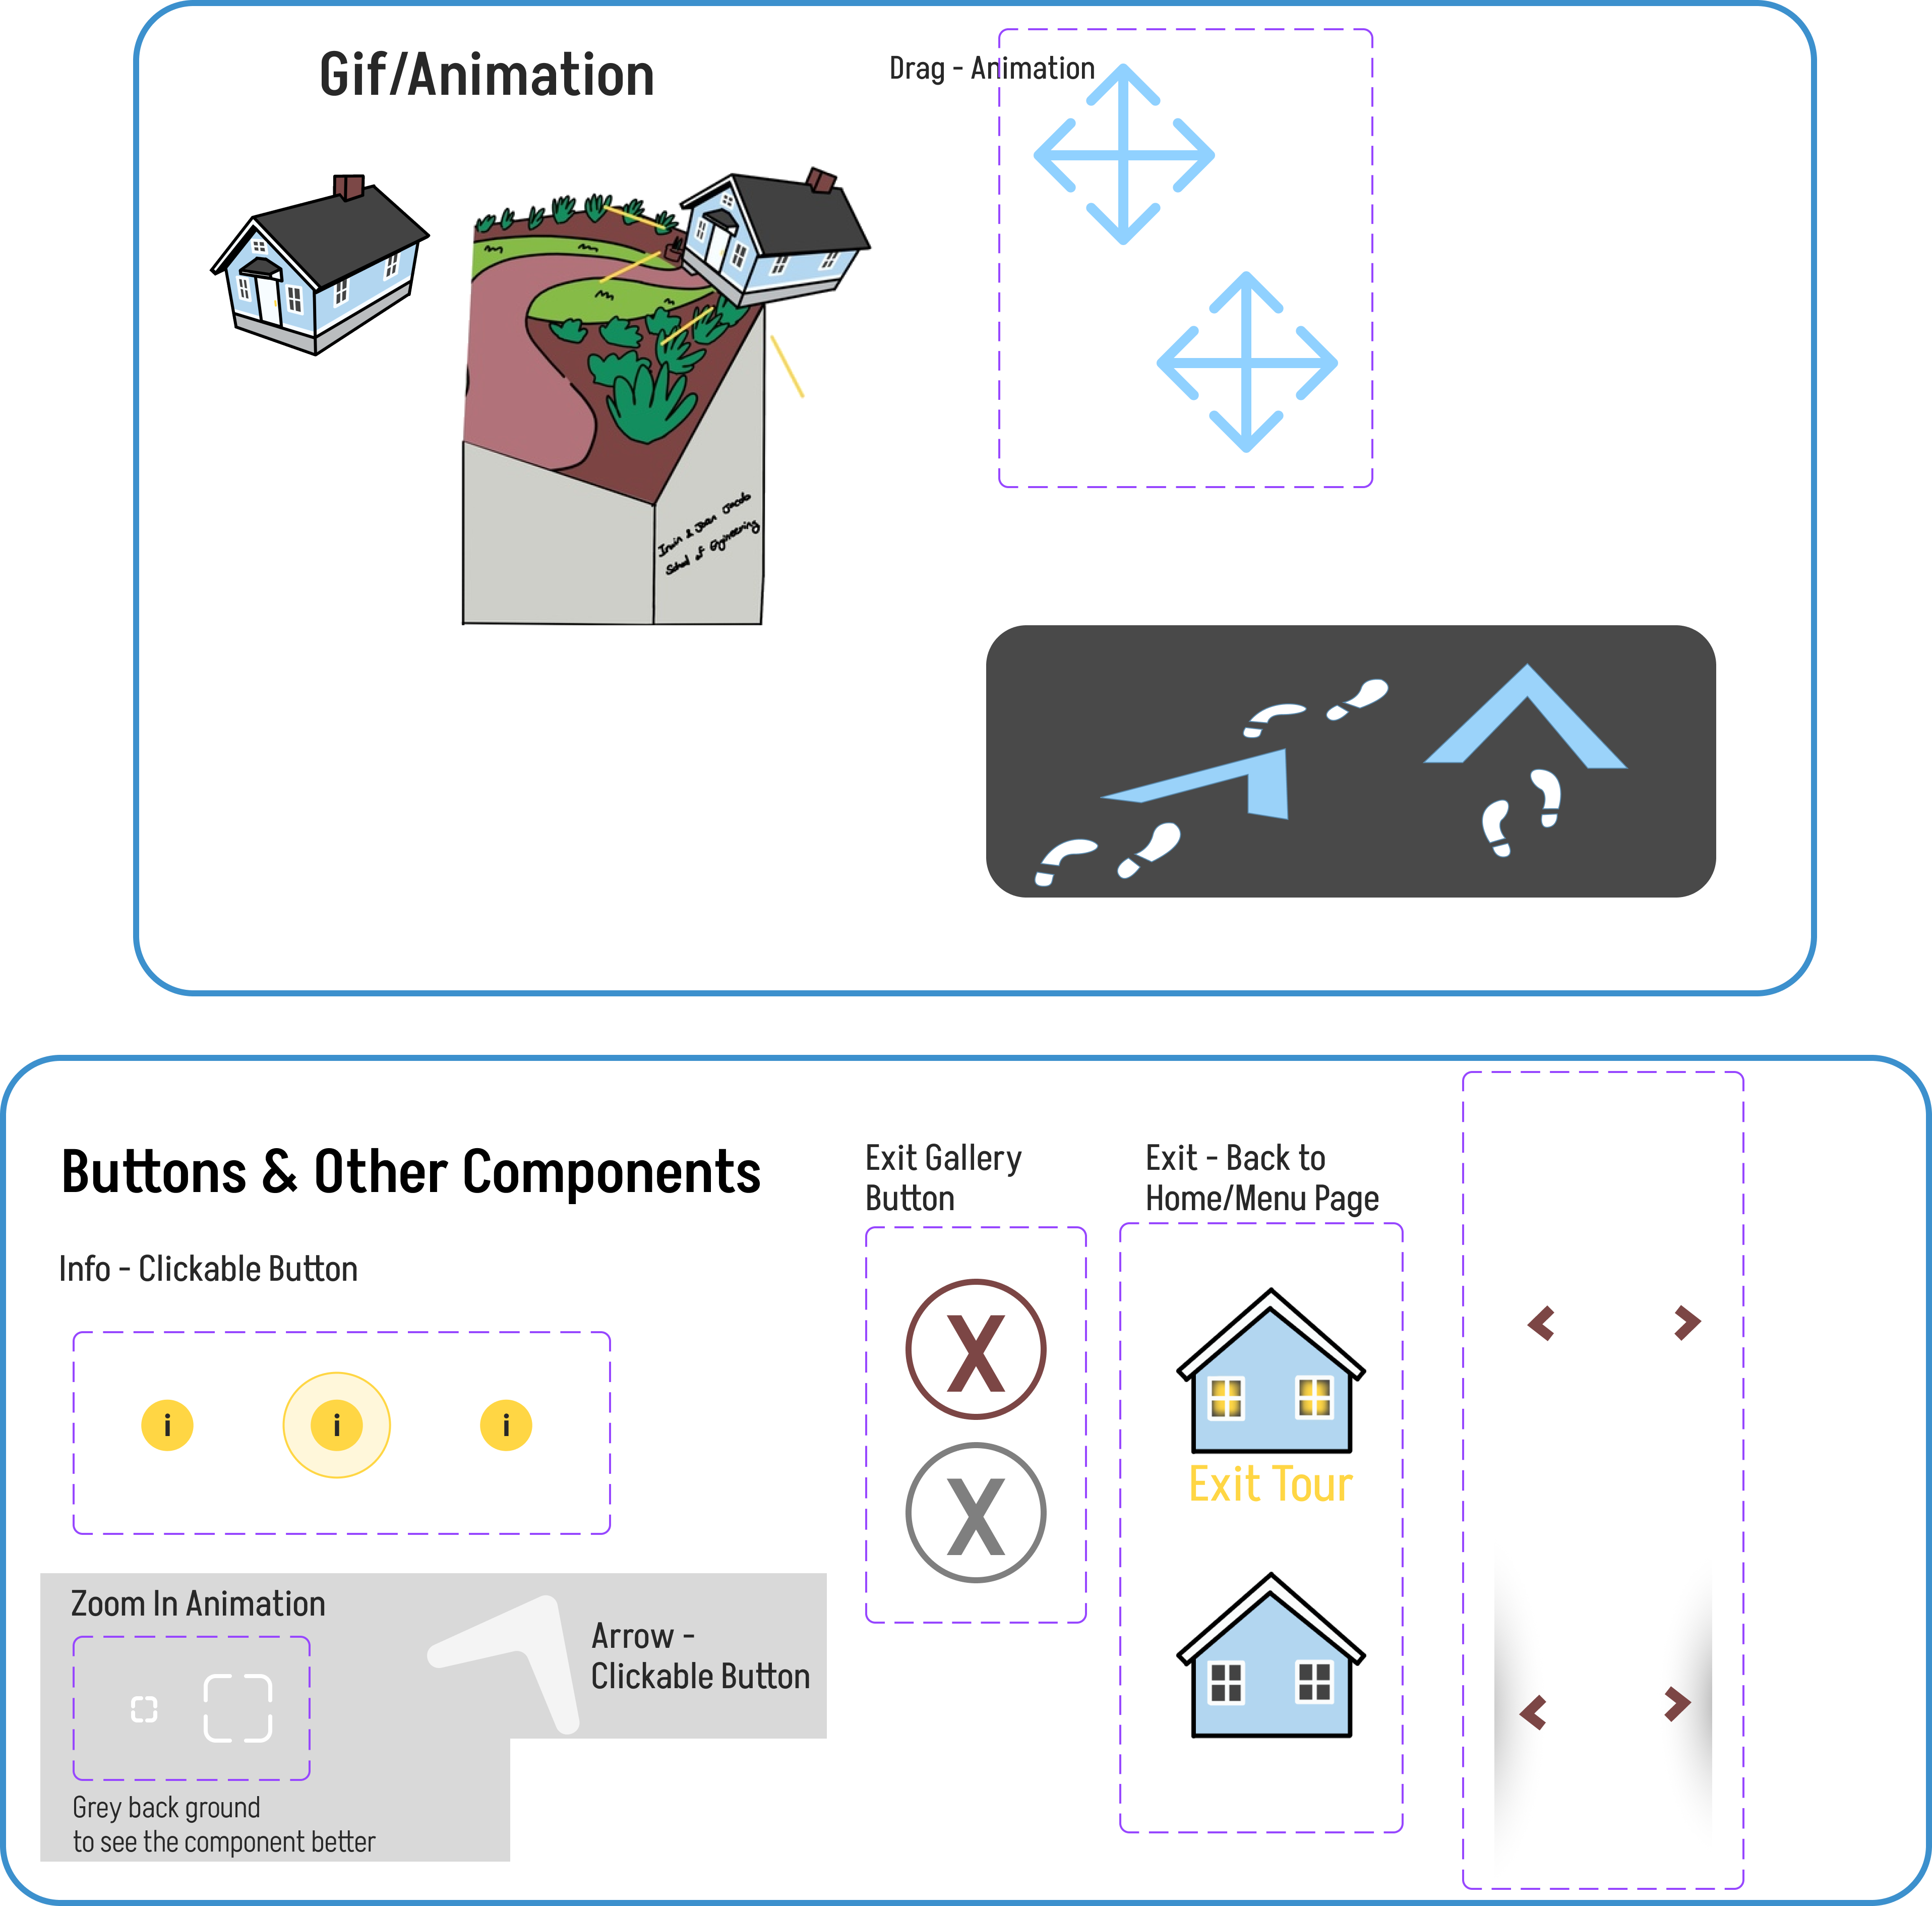 Gif/Animation
Drag - Animation
Irwin & Joan Jacob
School of Engineering
Buttons & Other Components
Info - Clickable Button
i
i
i
Zoom In Animation
Grey back ground
to see the component better
Arrow -
Clickable Button
Exit Gallery
Button
X
X
Exit - Back to
Home/Menu Page
Exit Tour